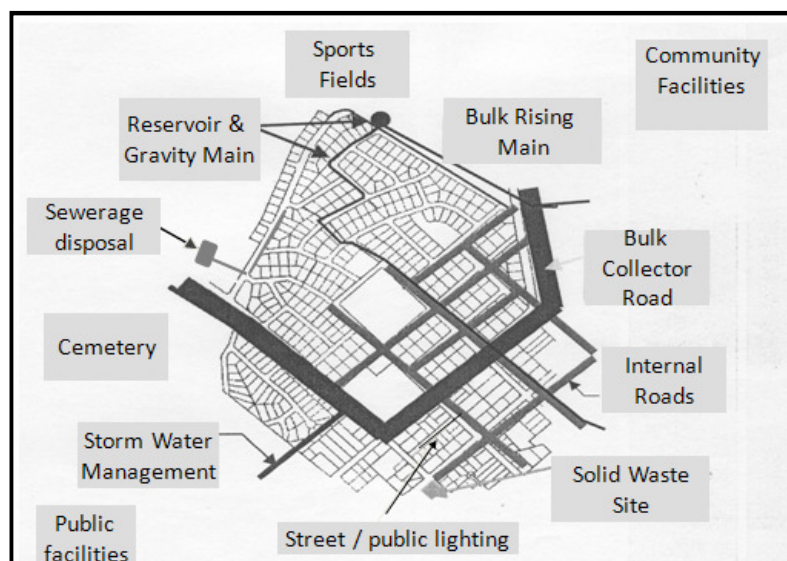 Sports
Fields
Community
Facilities
Reservoir &
Gravity Main
Bulk Rising
Main
Sewerage
disposal
Bulk
Collector
Road
Cemetery
Internal
Roads
Storm Water
Management
Solid Waste
Site
Street / public lighting
Public
facilities